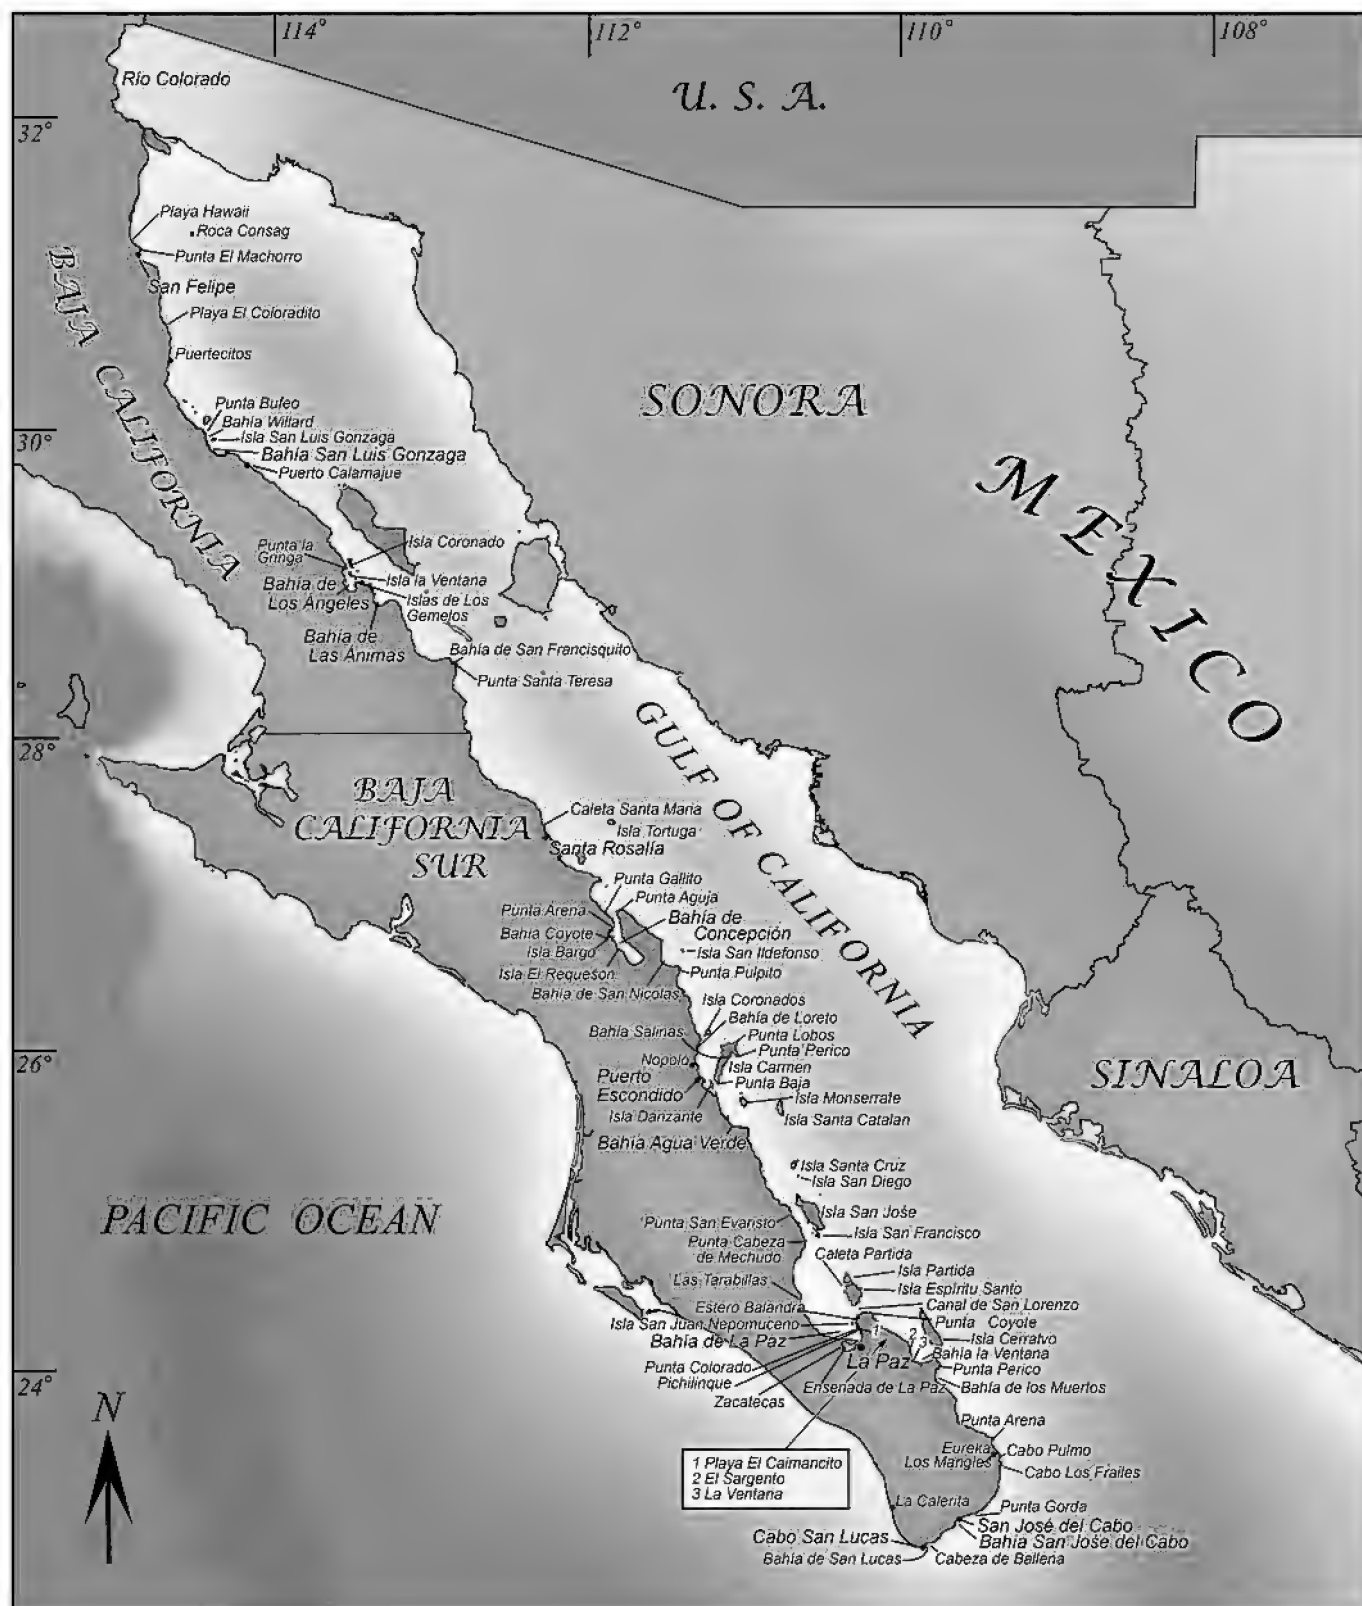 114°
112°
110°
108°
Río Colorado
U. S. A.
32°
Playa Hawaii
Roca Consag
Punta El Machorro
San Felipe
Playa El Coloradito
Puertecitos
BAJA CALIFORNIA
SONORA
MEXICO
Punta Bufeo
Bahía Willard
30°
Isla San Luis Gonzaga
Bahía San Luis Gonzaga
Puerto Calamajue
Punta la
Gringa
Isla Coronado
Isla la Ventana
Bahía de
Los Ángeles
Islas de Los
Gemelos
Bahía de
Las Ánimas
Bahía de San Francisquito
Punta Santa Teresa
GULF OF CALIFORNIA
28°
BAJA
CALIFORNIA
SUR
Caleta Santa María
Isla Tortuga
Santa Rosalía
Punta Gallito
Punta Aguja
Punta Arena
Bahía de
Concepción
Bahía Coyote
Isla Bargo
Isla San Ildefonso
Isla El Requesón
Punta Pulpito
Bahía de San Nicolas
Isla Coronados
Bahía de Loreto
Bahía Salinas
Punta Lobos
26°
Nopoló
Punta Perico
Isla Carmen
Puerto
Escondido
Punta Baja
SINALOA
Isla Monserrate
Isla Danzante
Isla Santa Catalan
Bahía Agua Verde
Isla Santa Cruz
Isla San Diego
PACIFIC OCEAN
Isla San José
Punta San Evaristo
Isla San Francisco
Punta Cabeza
de Mechudo
Caleta Partida
Las Tarabillas
Isla Partida
Isla Espíritu Santo
Estero Balandra
Canal de San Lorenzo
Isla San Juan Nepomuceno
Punta Coyote
Bahía de La Paz
1
2
3
Isla Cerralvo
La Paz
Bahía la Ventana
Punta Colorado
Punta Perico
24°
Pichilinque
Ensenada de La Paz
Bahía de los Muertos
Zacatecas
N
Punta Arena
Eureka
Cabo Pulmo
Los Mangles
Cabo Los Frailes
1 Playa El Caimancito
2 El Sargento
3 La Ventana
La Calerita
Punta Gorda
San José del Cabo
Cabo San Lucas
Bahía San Jose del Cabo
Bahía de San Lucas
Cabeza de Ballena